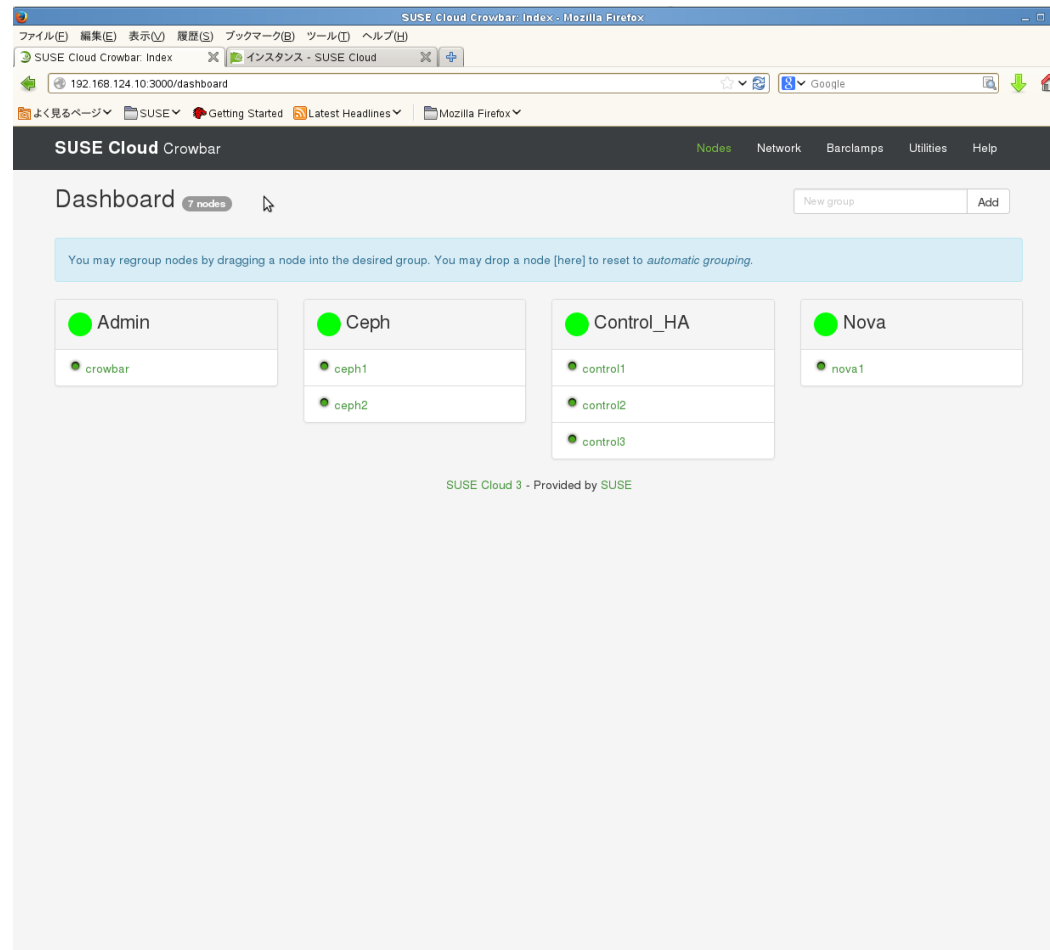 SUSE Cloud Crowbar: Index - Mozilla Firefox
ファイル(F) 編集(E) 表示(V) 履歴(S) ブックマーク(B) ツール(T) ヘルプ(H)
SUSE Cloud Crowbar: Index インスタンス - SUSE Cloud
192.168.124.10:3000/dashboard Google
よく見るページ SUSE Getting Started Latest Headlines Mozilla Firefox
SUSE Cloud Crowbar Nodes Network Barclamps Utilities Help
Dashboard 7 nodes New group Add
You may regroup nodes by dragging a node into the desired group. You may drop a node [here] to reset to automatic grouping.
Admin Ceph Control_HA Nova
crowbar ceph1 control1 nova1
ceph2 control2
control3
SUSE Cloud 3 - Provided by SUSE